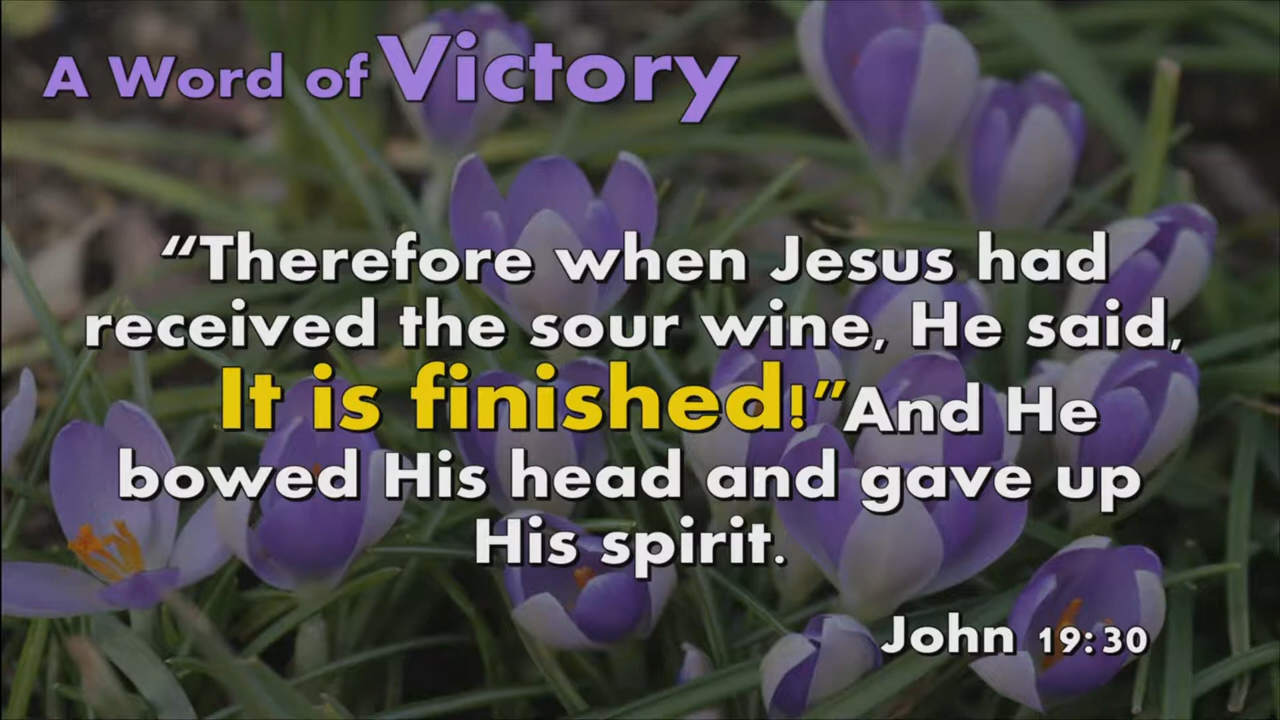 A Word of Victory
“Therefore when Jesus had
received the sour wine, He said,
It is finished!”And He
bowed His head and gave up
His spirit.
John 19:30